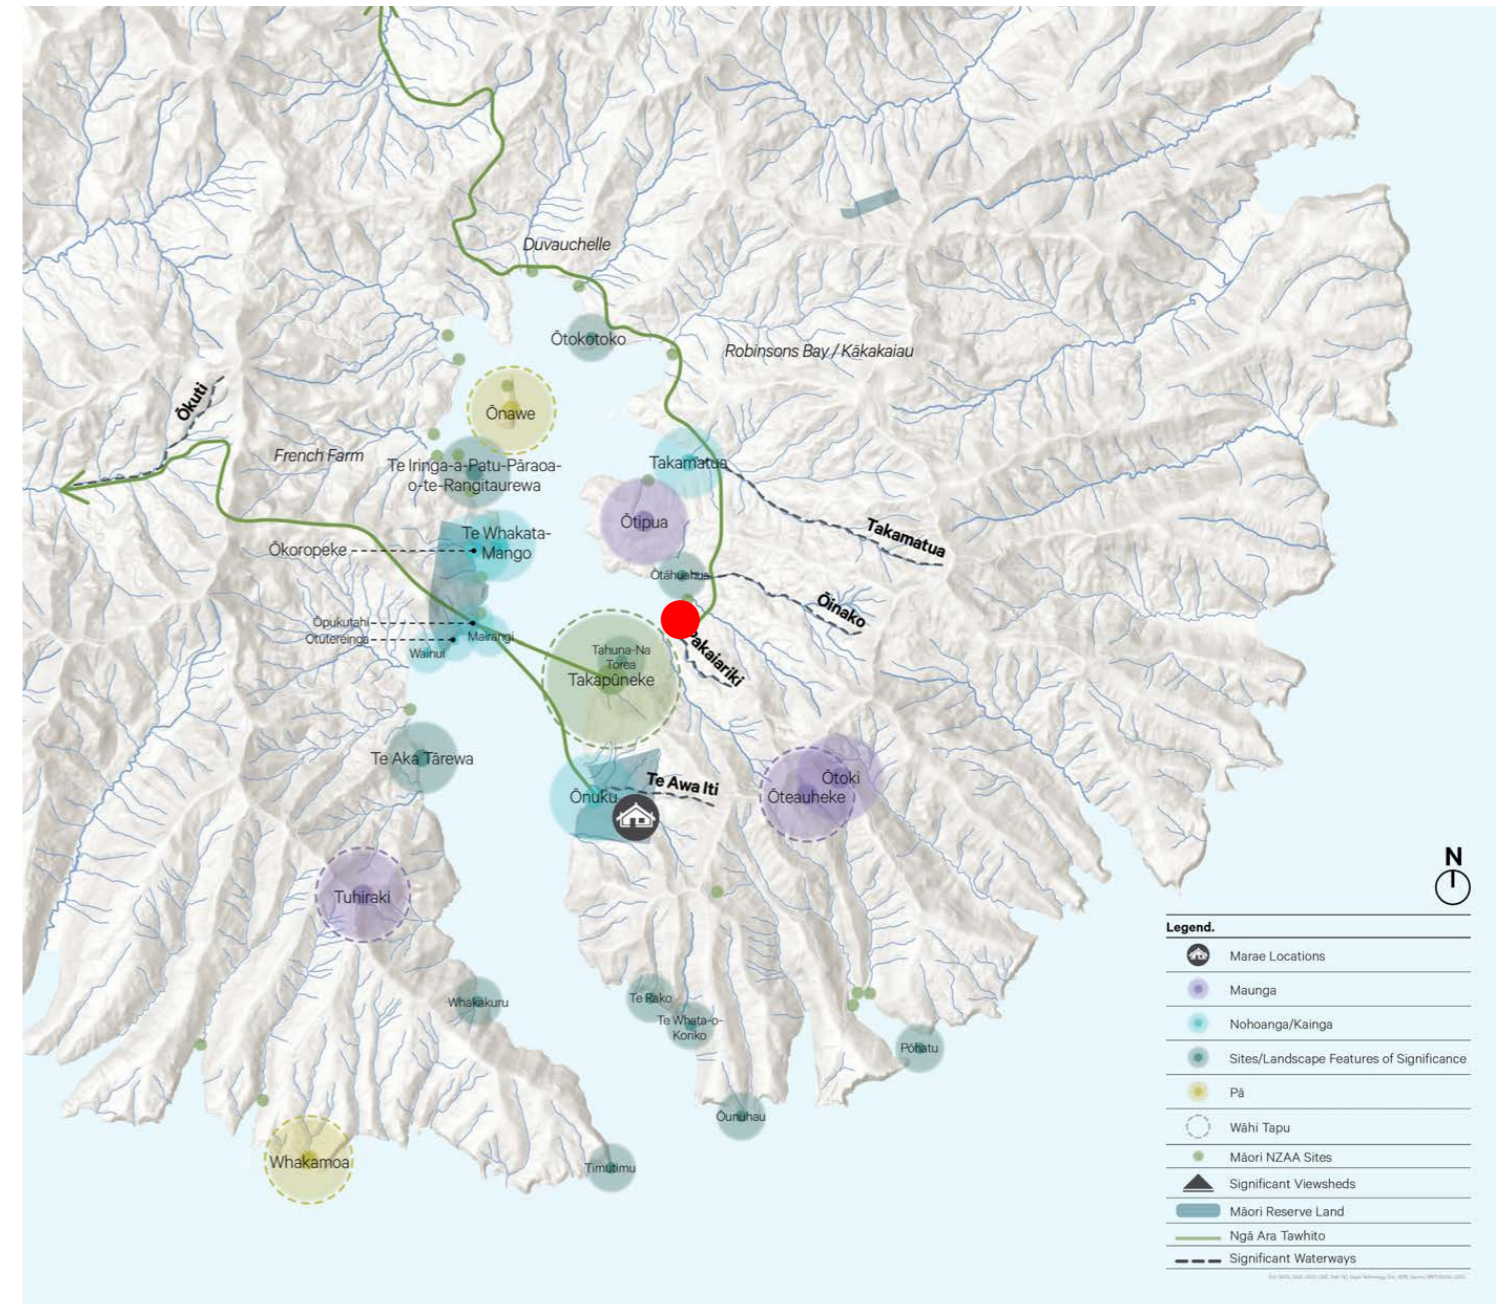 Duvauchelle
Ōtokotoko
Robinsons Bay / Kākakaiau
Ōkuti
Ōnawe
French Farm
Te Iringa-a-Patu-Pāraoa-
o-te-Rangitaurewa
Takamatua
Ōtipua
Te Whakata-
Mango
Ōkoropeke
Takamatua
Ōtāhuahua
Ōinako
Ōpukutahi
Otutereinga
Mairangi
Wainui
Tahuna-Na
Torea
Takapūneke
Pakaiariki
Te Aka Tārewa
Te Awa Iti
Ōtoki
Ōnuku
Ōteauheke
Tuhiraki
Te Rako
Whakakuru
Te Whata-o-
Koriko
Pōhatu
Ōunuhau
Whakamoa
Timutimu
N
Legend.
Marae Locations
Maunga
Nohoanga/Kainga
Sites/Landscape Features of Significance
Pā
Wāhi Tapu
Māori NZAA Sites
Significant Viewsheds
Māori Reserve Land
Ngā Ara Tawhito
Significant Waterways